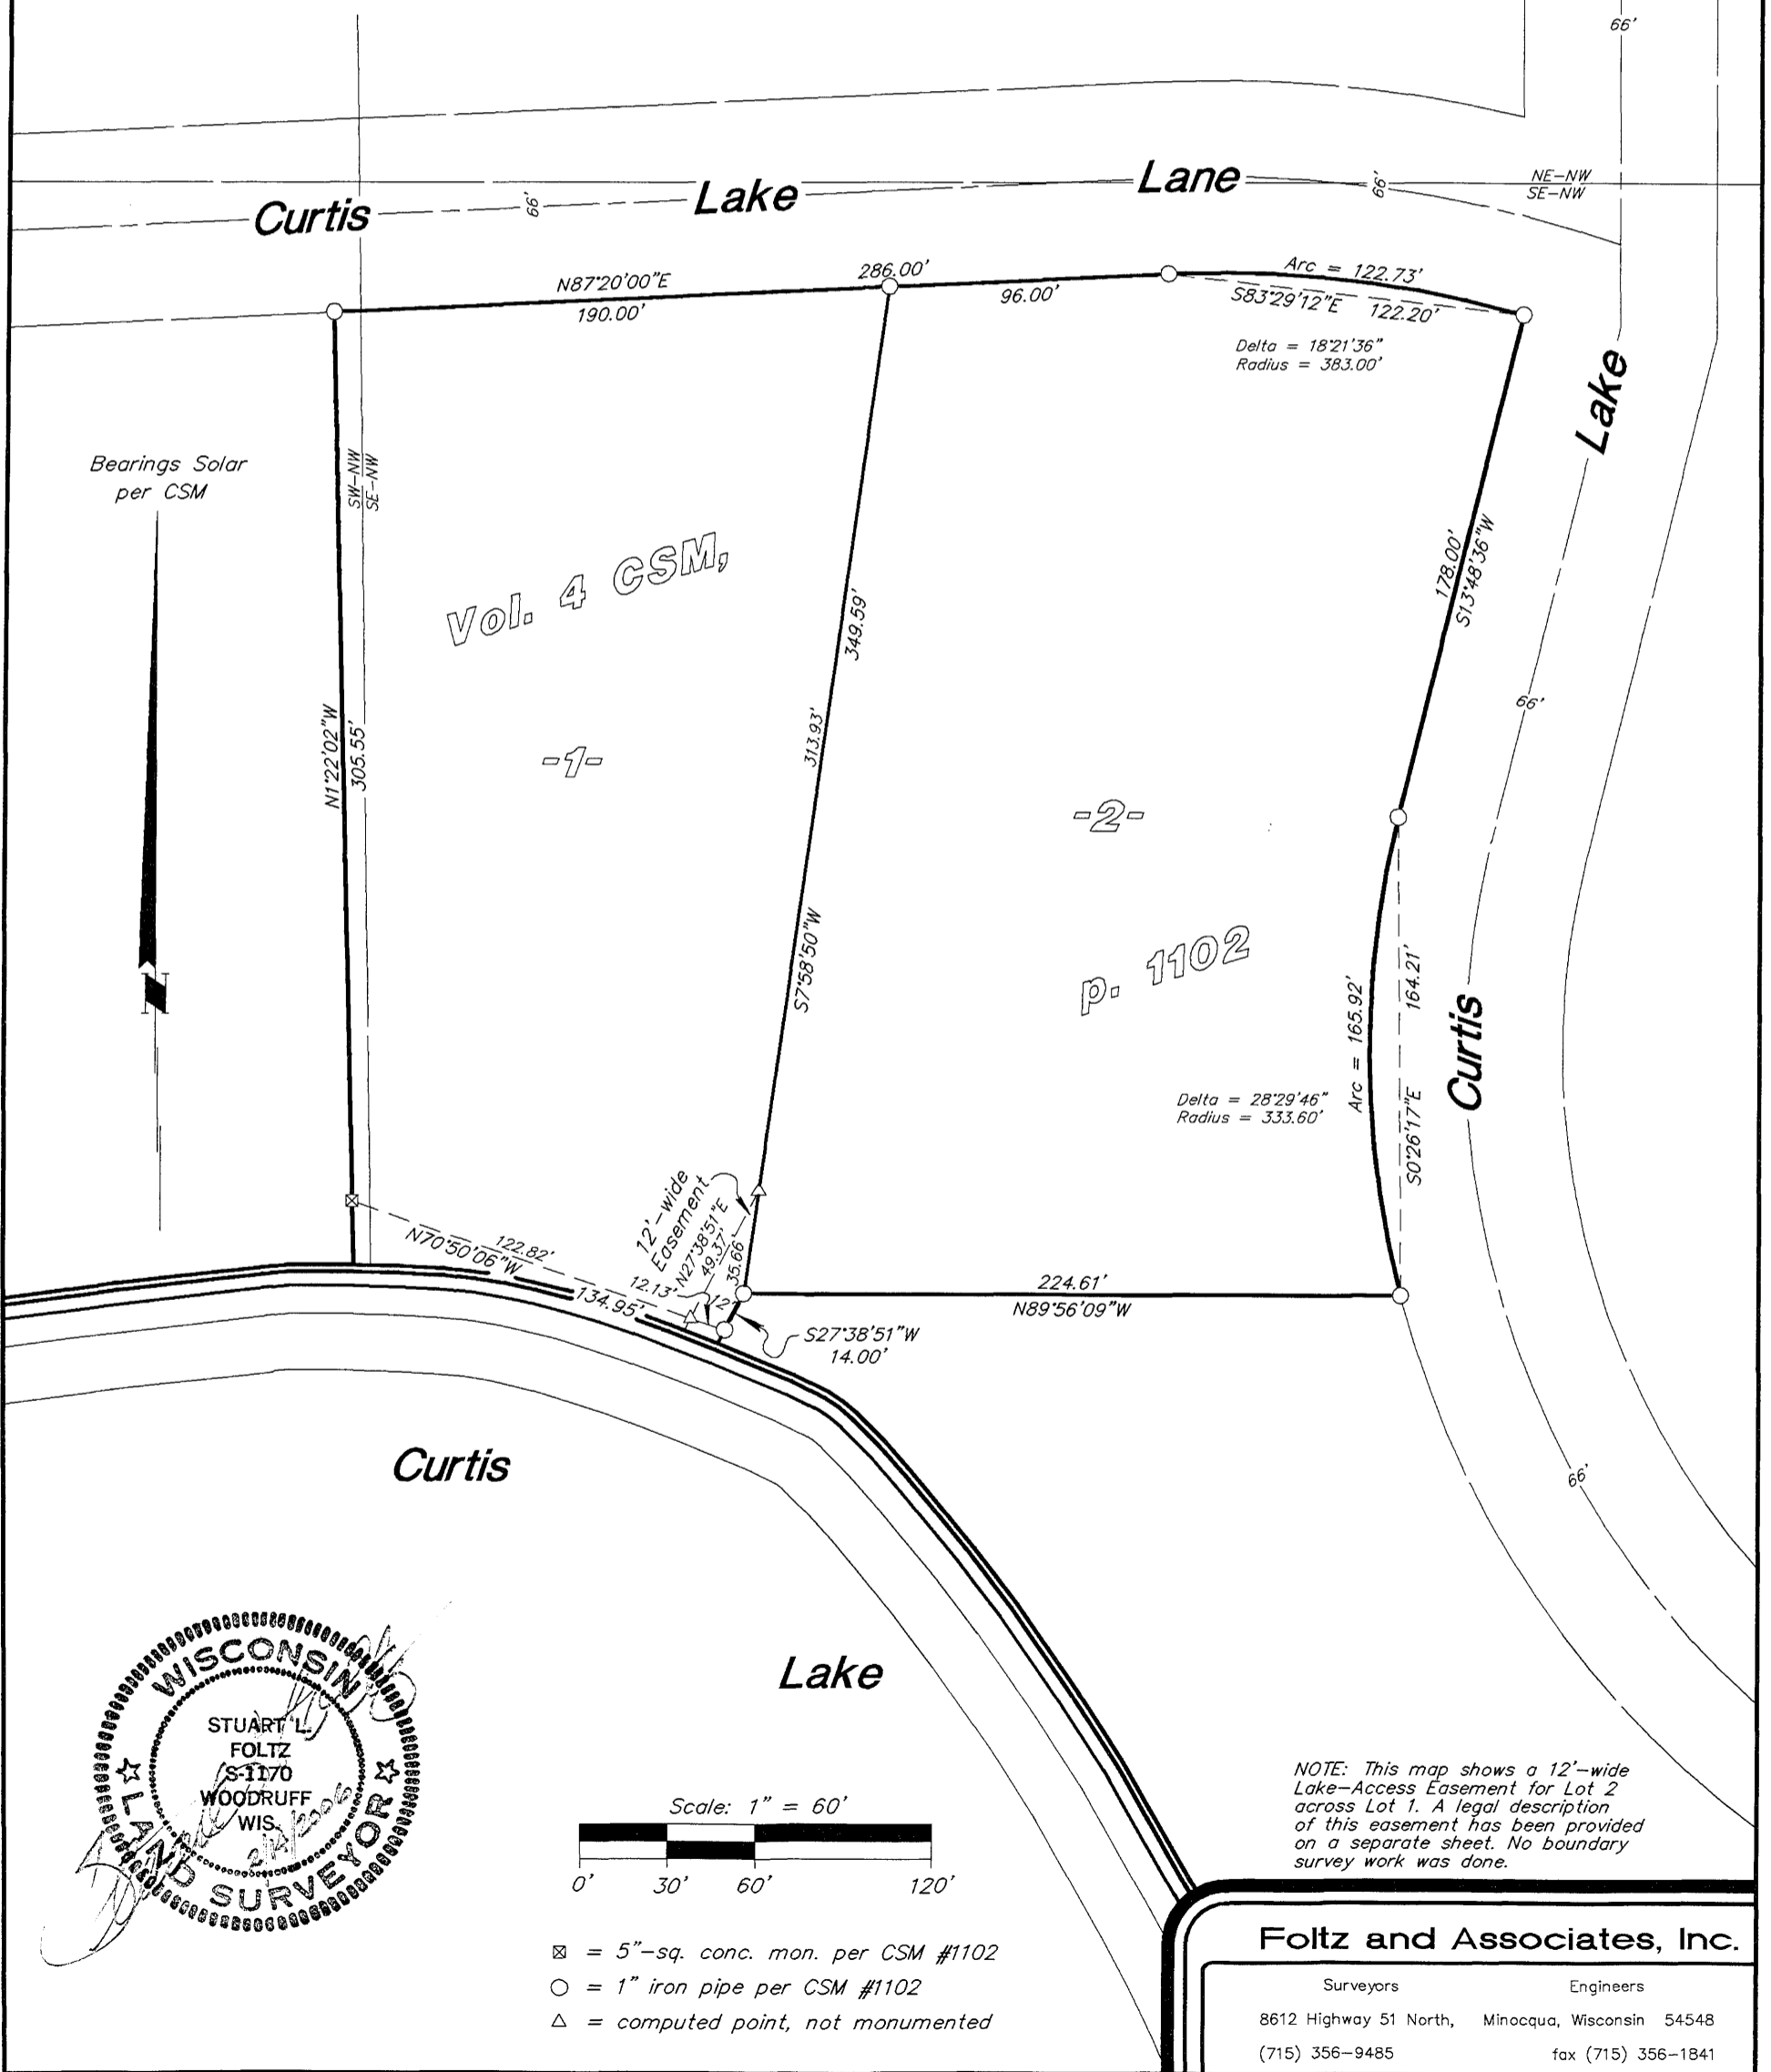 66'
NE-NW
SE-NW
Curtis Lake Lane
66'
66'
N87°20'00"E
190.00'
286.00'
96.00'
Arc = 122.73'
S83°29'12"E 122.20'
Delta = 18°21'36"
Radius = 383.00'
Lake
Bearings Solar
per CSM
SW-NW
SE-NW
Vol. 4 CSM,
349.59'
178.00'
S13°48'36"W
66'
N1°22'02"W
305.55'
313.93'
-1-
-2-
S7°58'50"W
p. 1102
N
164.21'
Arc = 165.92'
Curtis
S0°26'17"E
Delta = 28°29'46"
Radius = 333.60'
12'-wide
Easement
N27°38'51"E
49.37'
35.66'
N70°50'06"W
122.82'
12.13'
12'
134.95'
224.61'
N89°56'09"W
S27°38'51"W
14.00'
66'
Curtis
Lake
WISCONSIN
STUART L.
FOLTZ
S-1170
WOODRUFF
WIS.
LAND SURVEYOR
Scale: 1" = 60'
0' 30' 60' 120'
NOTE: This map shows a 12'-wide
Lake-Access Easement for Lot 2
across Lot 1. A legal description
of this easement has been provided
on a separate sheet. No boundary
survey work was done.
⊠ = 5"-sq. conc. mon. per CSM #1102
○ = 1" iron pipe per CSM #1102
△ = computed point, not monumented
Foltz and Associates, Inc.
Surveyors Engineers
8612 Highway 51 North, Minocqua, Wisconsin 54548
(715) 356-9485 fax (715) 356-1841